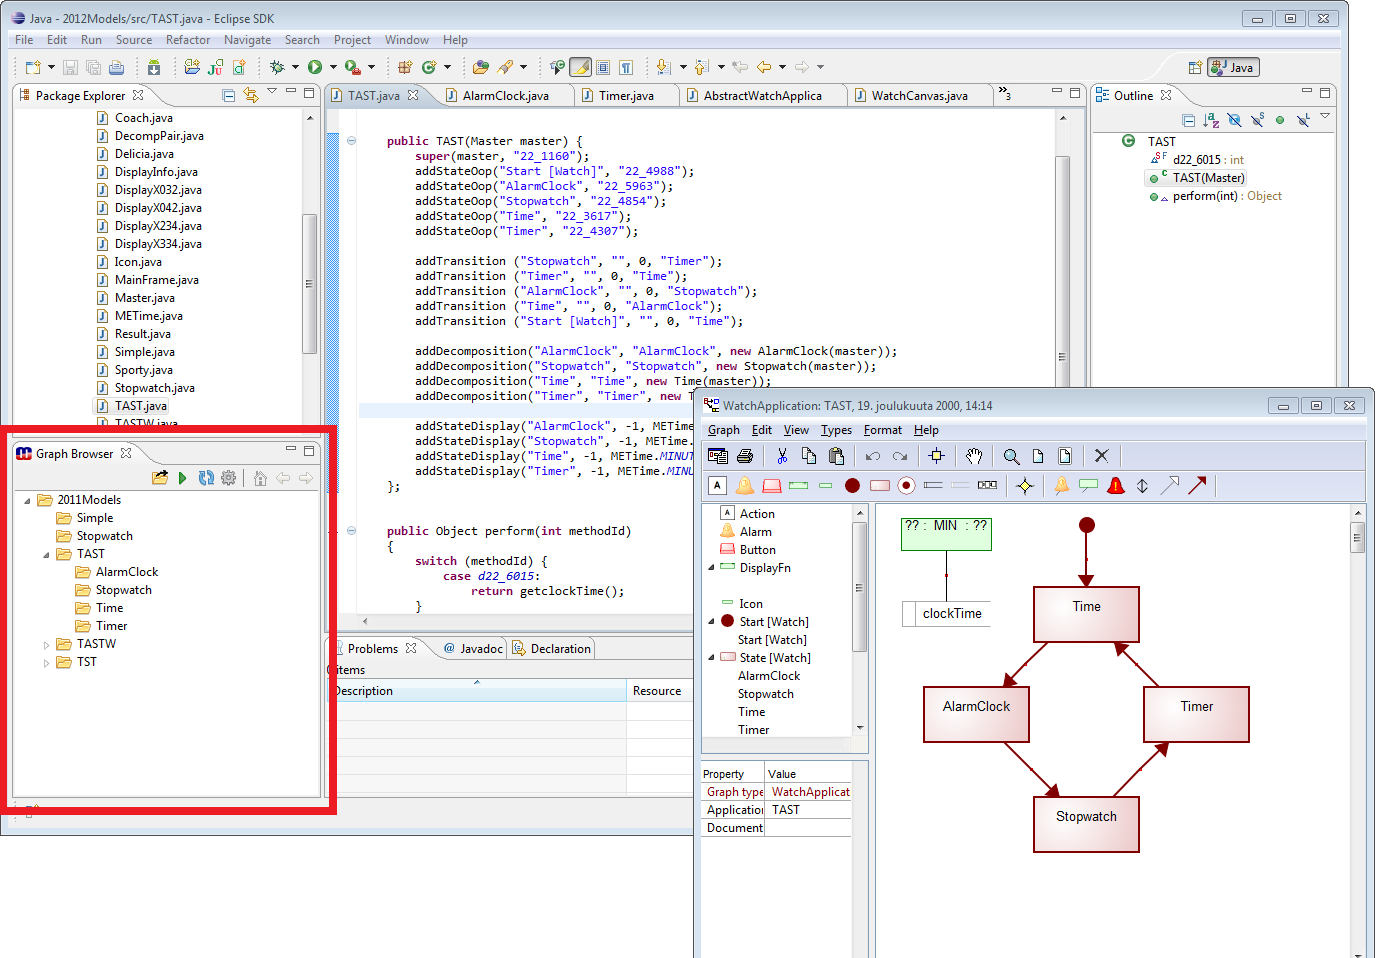 Java - 2012Models/src/TAST.java - Eclipse SDK
File Edit Run Source Refactor Navigate Search Project Window Help
Java
Package Explorer
Coach.java
DecompPair.java
Delicia.java
DisplayInfo.java
DisplayX032.java
DisplayX042.java
DisplayX234.java
DisplayX334.java
Icon.java
MainFrame.java
Master.java
METime.java
Result.java
Simple.java
Sporty.java
Stopwatch.java
TAST.java
TASTW.java
TAST.java AlarmClock.java Timer.java AbstractWatchApplica WatchCanvas.java »3
public TAST(Master master) {
super(master, "22_1160");
addStateOop("Start [Watch]", "22_4988");
addStateOop("AlarmClock", "22_5963");
addStateOop("Stopwatch", "22_4854");
addStateOop("Time", "22_3617");
addStateOop("Timer", "22_4307");
addTransition ("Stopwatch", "", 0, "Timer");
addTransition ("Timer", "", 0, "Time");
addTransition ("AlarmClock", "", 0, "Stopwatch");
addTransition ("Time", "", 0, "AlarmClock");
addTransition ("Start [Watch]", "", 0, "Time");
addDecomposition("AlarmClock", "AlarmClock", new AlarmClock(master));
addDecomposition("Stopwatch", "Stopwatch", new Stopwatch(master));
addDecomposition("Time", "Time", new Time(master));
addDecomposition("Timer", "Timer", new T
addStateDisplay("AlarmClock", -1, METime
addStateDisplay("Stopwatch", -1, METime.
addStateDisplay("Time", -1, METime.MINUT
addStateDisplay("Timer", -1, METime.MINU
};
public Object perform(int methodId)
{
switch (methodId) {
case d22_6015:
return getclockTime();
}
Outline
TAST
d22_6015 : int
TAST(Master)
perform(int) : Object
Graph Browser
2011Models
Simple
Stopwatch
TAST
AlarmClock
Stopwatch
Time
Timer
TASTW
TST
Problems Javadoc Declaration
items
Description Resource
WatchApplication: TAST, 19. joulukuuta 2000, 14:14
Graph Edit View Types Format Help
Action
Alarm
Button
DisplayFn
Icon
Start [Watch]
Start [Watch]
State [Watch]
AlarmClock
Stopwatch
Time
Timer
Property Value
Graph type WatchApplicat
Application TAST
Document
?? : MIN : ??
clockTime
Time
AlarmClock
Timer
Stopwatch